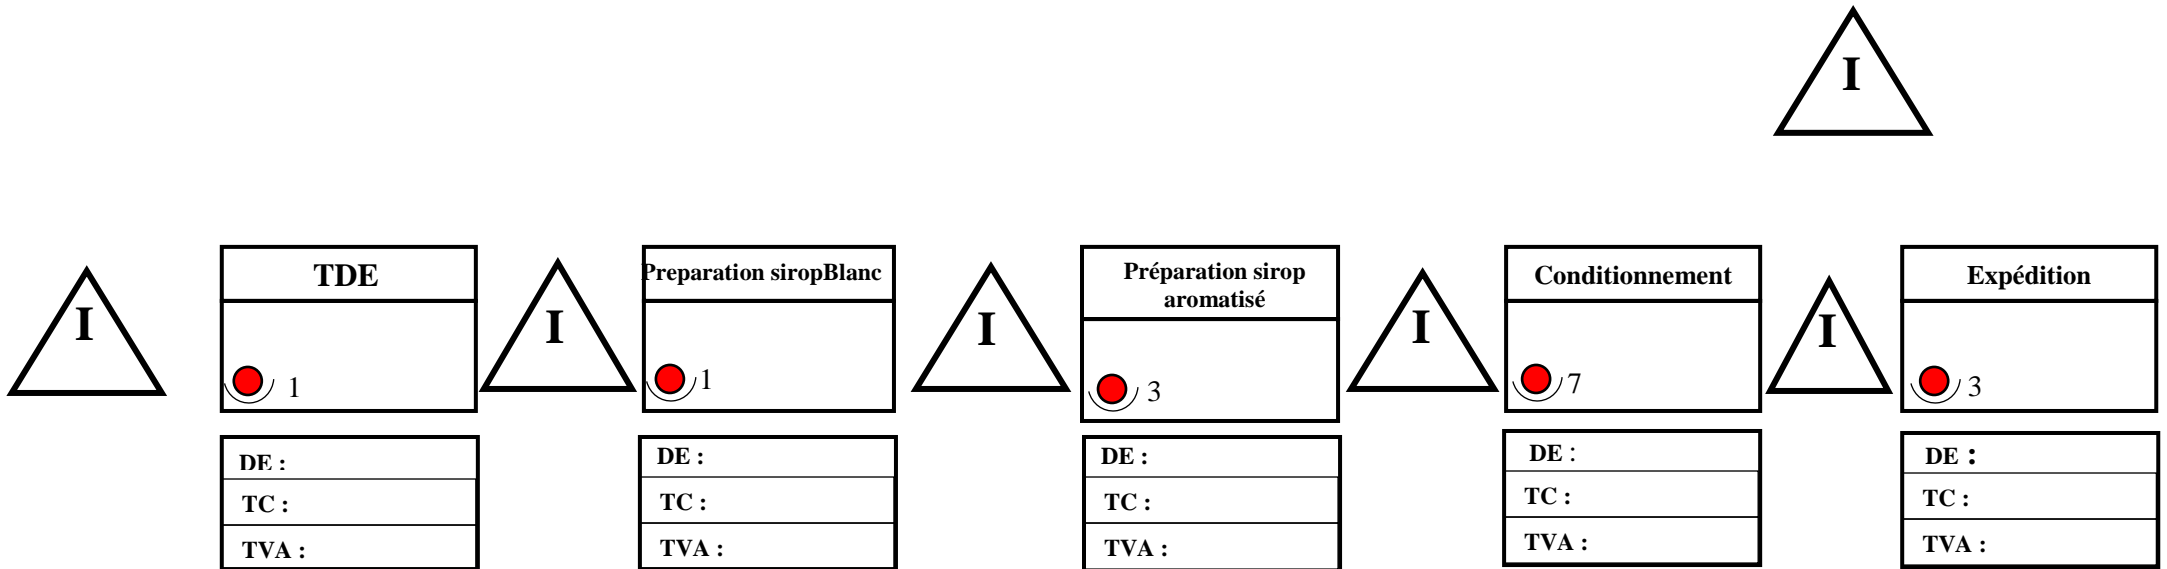 I
TDE
Preparation siropBlanc
Préparation sirop
aromatisé
Conditionnement
Expédition
I
I
I
I
I
1
1
3
7
3
DE :
TC :
TVA :
DE :
TC :
TVA :
DE :
TC :
TVA :
DE :
TC :
TVA :
DE :
TC :
TVA :